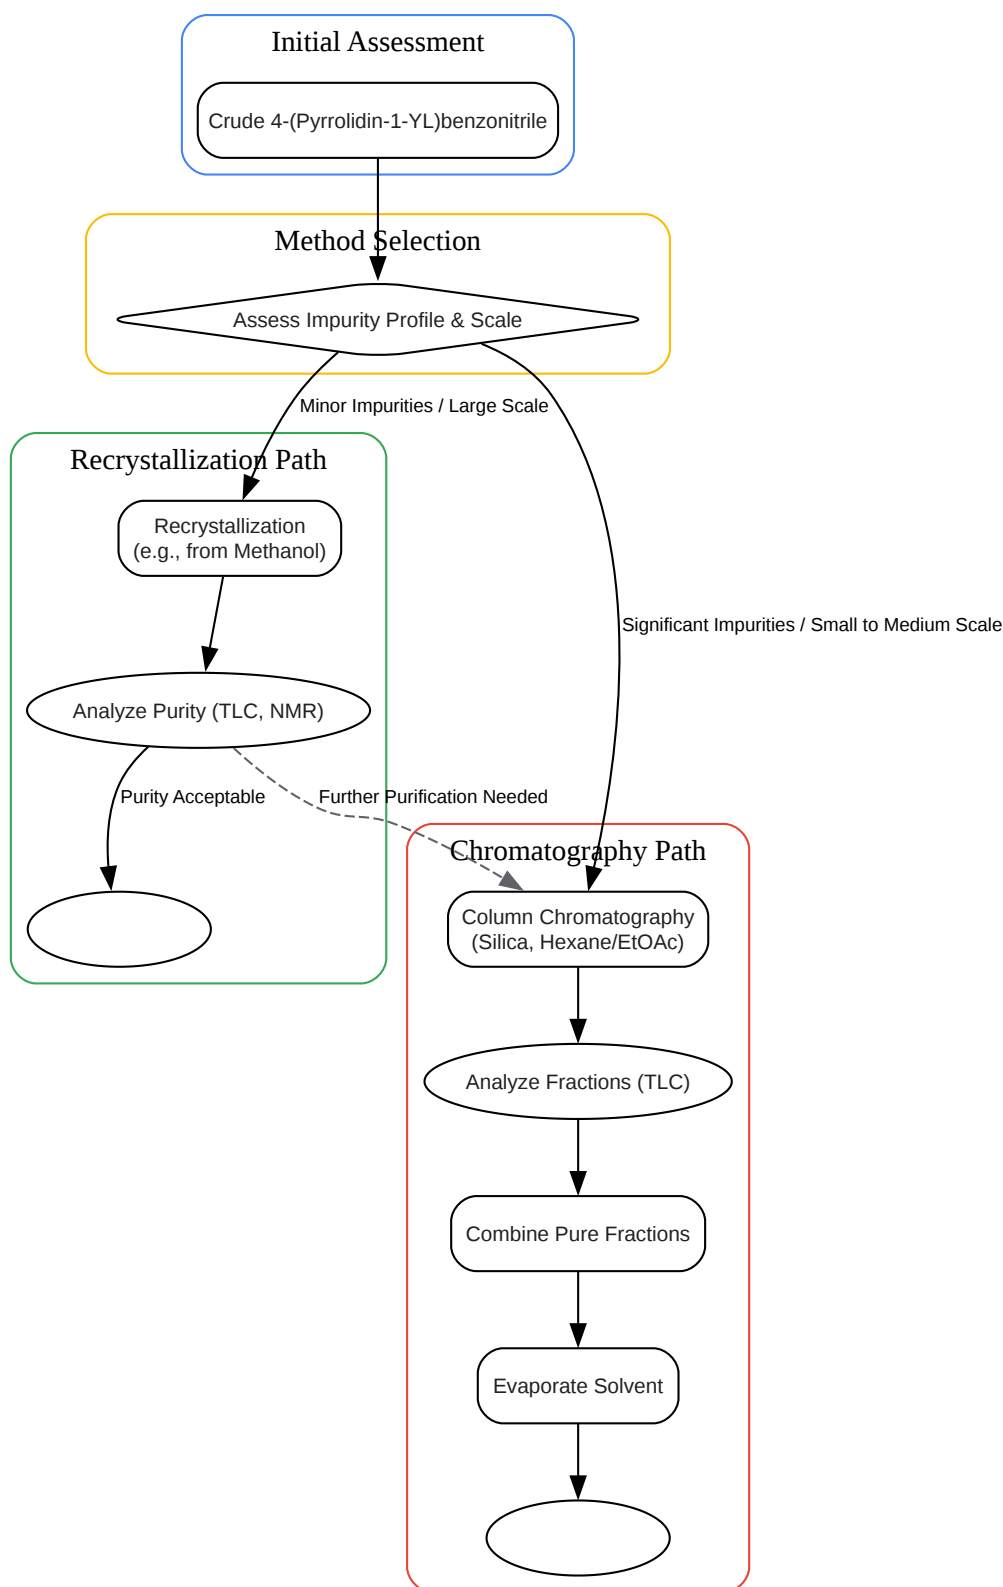 Initial Assessment
Crude 4-(Pyrrolidin-1-YL)benzonitrile
Method Selection
Assess Impurity Profile & Scale
Minor Impurities / Large Scale
Recrystallization Path
Recrystallization
(e.g., from Methanol)
Significant Impurities / Small to Medium Scale
Analyze Purity (TLC, NMR)
Purity Acceptable
Further Purification Needed
Chromatography Path
Column Chromatography
(Silica, Hexane/EtOAc)
Analyze Fractions (TLC)
Combine Pure Fractions
Evaporate Solvent